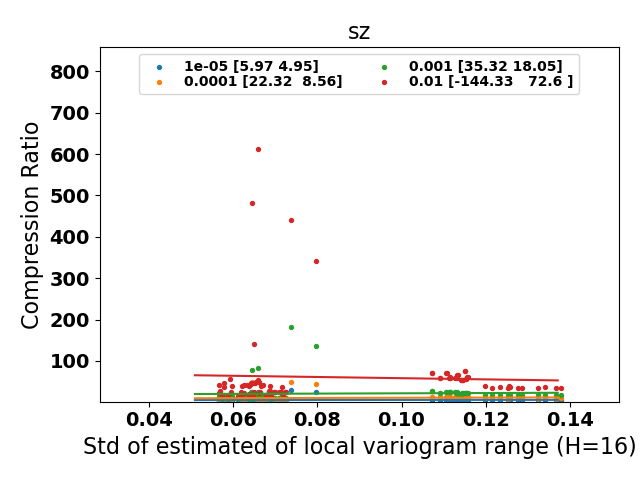 sz
1e-05 [5.97 4.95]
0.0001 [22.32  8.56]
0.001 [35.32 18.05]
0.01 [-144.33   72.6 ]
Compression Ratio
800
700
600
500
400
300
200
100
0.04 0.06 0.08 0.10 0.12 0.14
Std of estimated of local variogram range (H=16)